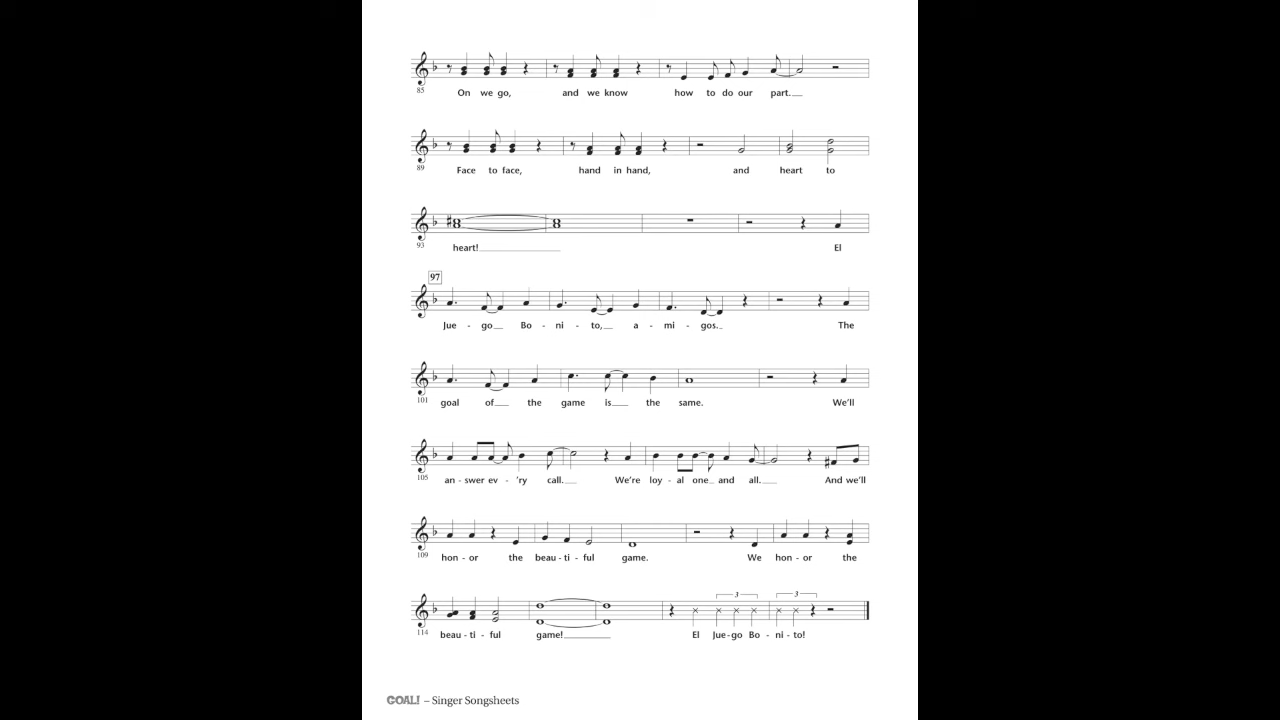 85 On we go, and we know how to do our part.
89 Face to face, hand in hand, and heart to
93 heart! El
97
Jue - go Bo - ni - to, a - mi - gos. The
101 goal of the game is the same. We'll
105 an - swer ev - 'ry call. We're loy - al one and all. And we'll
109 hon - or the beau - ti - ful game. We hon - or the
3 3
114 beau - ti - ful game! El Jue - go Bo - ni - to!
GOAL! – Singer Songsheets